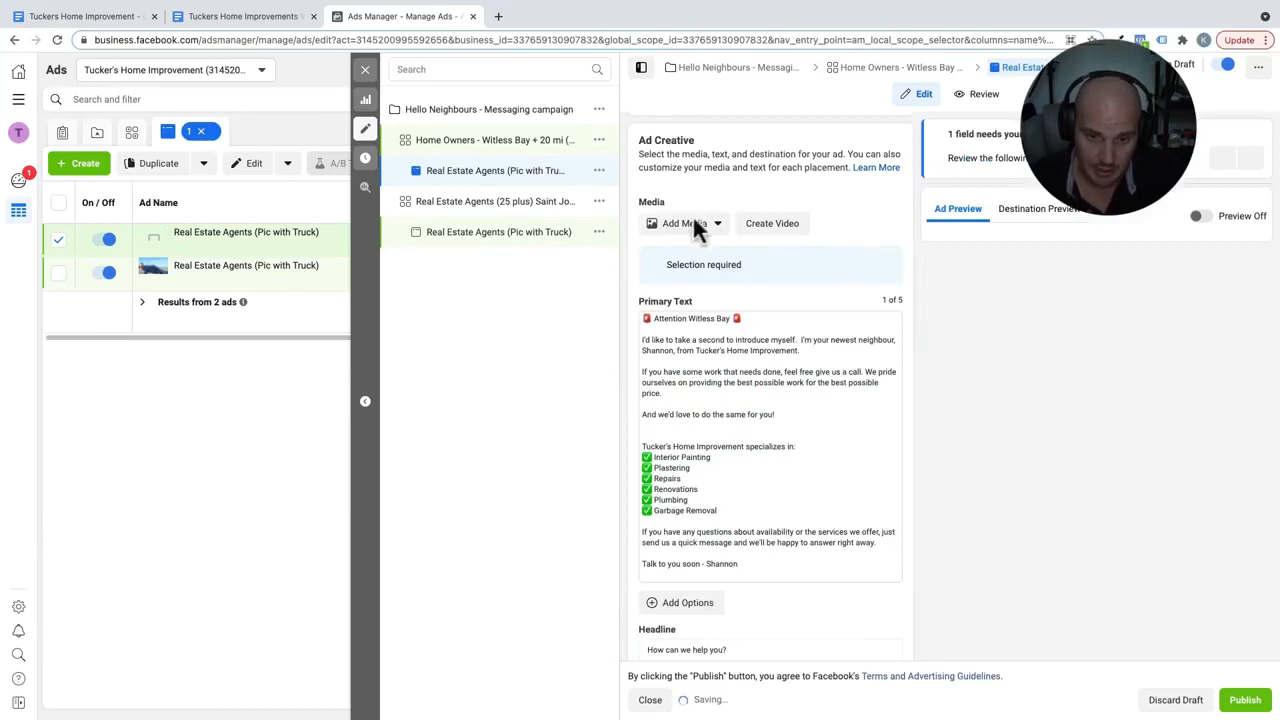 Tuckers Home Improvement -
Tuckers Home Improvements V
Ads Manager - Manage Ads -
business.facebook.com/adsmanager/manage/ads/edit?act=3145200995592656&business_id=337659130907832&global_scope_id=337659130907832&nav_entry_point=am_local_scope_selector&columns=name%...
Update
Ads
Tucker's Home Improvement (314520...
Search and filter
T
1
1
Create
Duplicate
Edit
A/B T
On / Off
Ad Name
Real Estate Agents (Pic with Truck)
Real Estate Agents (Pic with Truck)
Results from 2 ads
Search
Hello Neighbours - Messaging campaign
Home Owners - Witless Bay + 20 mi (...
Real Estate Agents (Pic with Tru...
Real Estate Agents (25 plus) Saint Jo...
Real Estate Agents (Pic with Truck)
Hello Neighbours - Messagi...
Home Owners - Witless Bay ...
Real Estat
Draft
Edit
Review
Ad Creative
Select the media, text, and destination for your ad. You can also
customize your media and text for each placement. Learn More
Media
Add Media
Create Video
Selection required
Primary Text
1 of 5
🚨 Attention Witless Bay 🚨
I'd like to take a second to introduce myself. I'm your newest neighbour,
Shannon, from Tucker's Home Improvement.
If you have some work that needs done, feel free give us a call. We pride
ourselves on providing the best possible work for the best possible
price.
And we'd love to do the same for you!
Tucker's Home Improvement specializes in:
✅ Interior Painting
✅ Plastering
✅ Repairs
✅ Renovations
✅ Plumbing
✅ Garbage Removal
If you have any questions about availability or the services we offer, just
send us a quick message and we'll be happy to answer right away.
Talk to you soon - Shannon
Add Options
Headline
How can we help you?
1 field needs your
Review the followin
Ad Preview
Destination Preview
Preview Off
By clicking the "Publish" button, you agree to Facebook's Terms and Advertising Guidelines.
Close
Saving...
Discard Draft
Publish